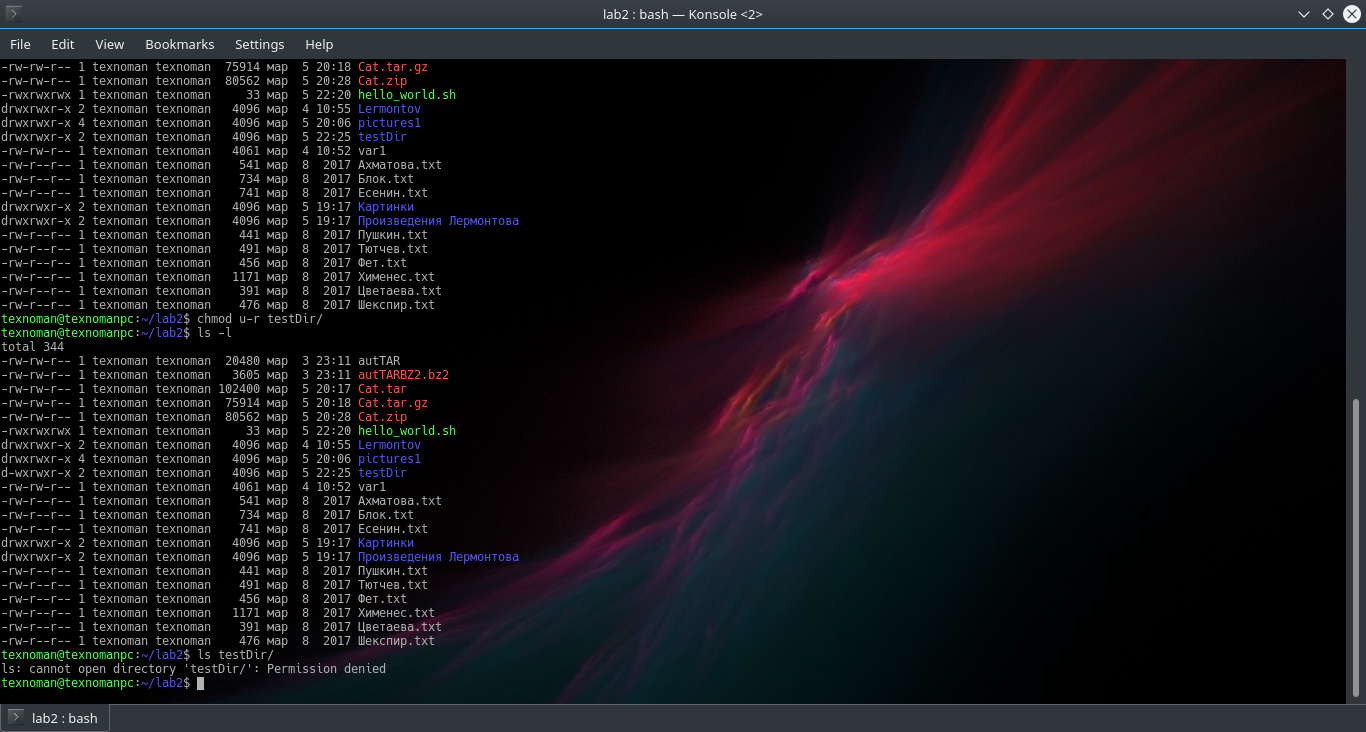 lab2 : bash — Konsole <2>
File Edit View Bookmarks Settings Help
-rw-rw-r-- 1 texnoman texnoman  75914 мар  5 20:18 Cat.tar.gz
-rw-rw-r-- 1 texnoman texnoman  80562 мар  5 20:28 Cat.zip
-rwxrwxrwx 1 texnoman texnoman     33 мар  5 22:20 hello_world.sh
drwxrwxr-x 2 texnoman texnoman   4096 мар  4 10:55 Lermontov
drwxrwxr-x 4 texnoman texnoman   4096 мар  5 20:06 pictures1
drwxrwxr-x 2 texnoman texnoman   4096 мар  5 22:25 testDir
-rw-rw-r-- 1 texnoman texnoman   4061 мар  4 10:52 var1
-rw-r--r-- 1 texnoman texnoman    541 мар  8  2017 Ахматова.txt
-rw-r--r-- 1 texnoman texnoman    734 мар  8  2017 Блок.txt
-rw-r--r-- 1 texnoman texnoman    741 мар  8  2017 Есенин.txt
drwxrwxr-x 2 texnoman texnoman   4096 мар  5 19:17 Картинки
drwxrwxr-x 2 texnoman texnoman   4096 мар  5 19:17 Произведения Лермонтова
-rw-r--r-- 1 texnoman texnoman    441 мар  8  2017 Пушкин.txt
-rw-r--r-- 1 texnoman texnoman    491 мар  8  2017 Тютчев.txt
-rw-r--r-- 1 texnoman texnoman    456 мар  8  2017 Фет.txt
-rw-r--r-- 1 texnoman texnoman   1171 мар  8  2017 Хименес.txt
-rw-r--r-- 1 texnoman texnoman    391 мар  8  2017 Цветаева.txt
-rw-r--r-- 1 texnoman texnoman    476 мар  8  2017 Шекспир.txt
texnoman@texnomanpc:~/lab2$ chmod u-r testDir/
texnoman@texnomanpc:~/lab2$ ls -l
total 344
-rw-rw-r-- 1 texnoman texnoman  20480 мар  3 23:11 autTAR
-rw-rw-r-- 1 texnoman texnoman   3605 мар  3 23:11 autTARBZ2.bz2
-rw-rw-r-- 1 texnoman texnoman 102400 мар  5 20:17 Cat.tar
-rw-rw-r-- 1 texnoman texnoman  75914 мар  5 20:18 Cat.tar.gz
-rw-rw-r-- 1 texnoman texnoman  80562 мар  5 20:28 Cat.zip
-rwxrwxrwx 1 texnoman texnoman     33 мар  5 22:20 hello_world.sh
drwxrwxr-x 2 texnoman texnoman   4096 мар  4 10:55 Lermontov
drwxrwxr-x 4 texnoman texnoman   4096 мар  5 20:06 pictures1
d-wxrwxr-x 2 texnoman texnoman   4096 мар  5 22:25 testDir
-rw-rw-r-- 1 texnoman texnoman   4061 мар  4 10:52 var1
-rw-r--r-- 1 texnoman texnoman    541 мар  8  2017 Ахматова.txt
-rw-r--r-- 1 texnoman texnoman    734 мар  8  2017 Блок.txt
-rw-r--r-- 1 texnoman texnoman    741 мар  8  2017 Есенин.txt
drwxrwxr-x 2 texnoman texnoman   4096 мар  5 19:17 Картинки
drwxrwxr-x 2 texnoman texnoman   4096 мар  5 19:17 Произведения Лермонтова
-rw-r--r-- 1 texnoman texnoman    441 мар  8  2017 Пушкин.txt
-rw-r--r-- 1 texnoman texnoman    491 мар  8  2017 Тютчев.txt
-rw-r--r-- 1 texnoman texnoman    456 мар  8  2017 Фет.txt
-rw-r--r-- 1 texnoman texnoman   1171 мар  8  2017 Хименес.txt
-rw-r--r-- 1 texnoman texnoman    391 мар  8  2017 Цветаева.txt
-rw-r--r-- 1 texnoman texnoman    476 мар  8  2017 Шекспир.txt
texnoman@texnomanpc:~/lab2$ ls testDir/
ls: cannot open directory 'testDir/': Permission denied
texnoman@texnomanpc:~/lab2$
lab2 : bash